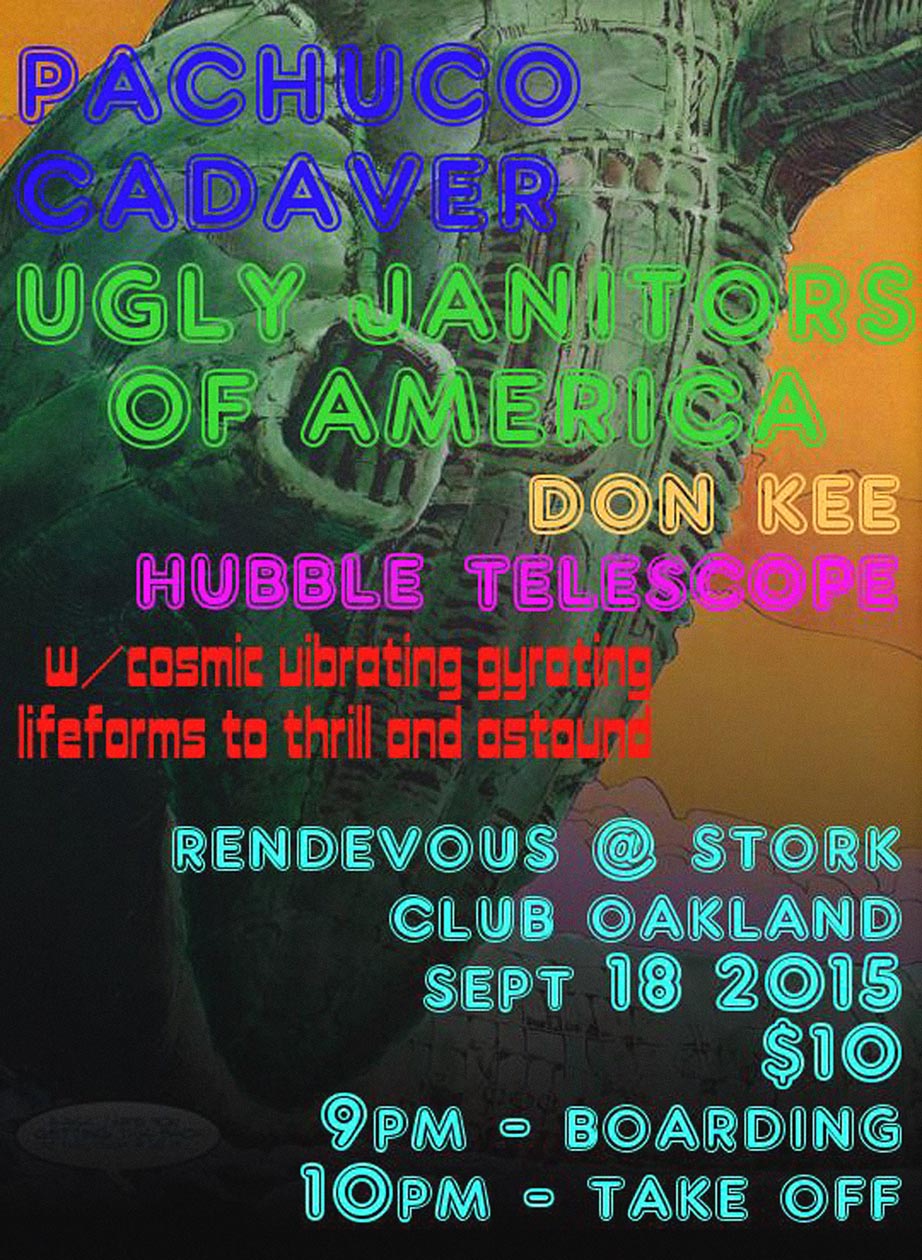 PACHUCO
CADAVER
UGLY JANITORS
OF AMERICA
DON KEE
HUBBLE TELESCOPE
w/cosmic vibrating gyrating
lifeforms to thrill and astound
RENDEVOUS @ STORK
CLUB OAKLAND
SEPT 18 2015
$10
9PM - BOARDING
10PM - TAKE OFF